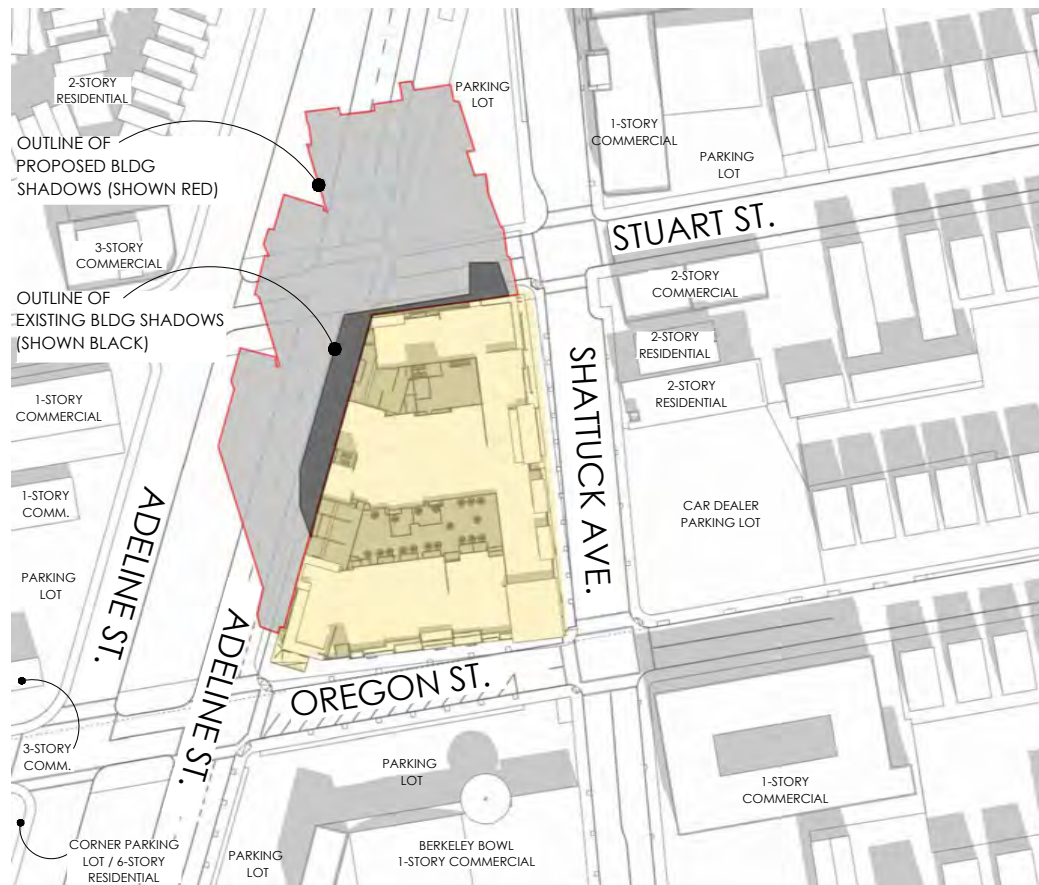 2-STORY
RESIDENTIAL
PARKING
LOT
OUTLINE OF
PROPOSED BLDG
SHADOWS (SHOWN RED)
1-STORY
COMMERCIAL
PARKING
LOT
STUART ST.
3-STORY
COMMERCIAL
2-STORY
COMMERCIAL
OUTLINE OF
EXISTING BLDG SHADOWS
(SHOWN BLACK)
2-STORY
RESIDENTIAL
2-STORY
RESIDENTIAL
SHATTUCK AVE.
1-STORY
COMMERCIAL
1-STORY
COMM.
CAR DEALER
PARKING LOT
ADELINE ST.
PARKING
LOT
ADELINE ST.
OREGON ST.
3-STORY
COMM.
PARKING
LOT
1-STORY
COMMERCIAL
CORNER PARKING
LOT / 6-STORY
RESIDENTIAL
PARKING
LOT
BERKELEY BOWL
1-STORY COMMERCIAL